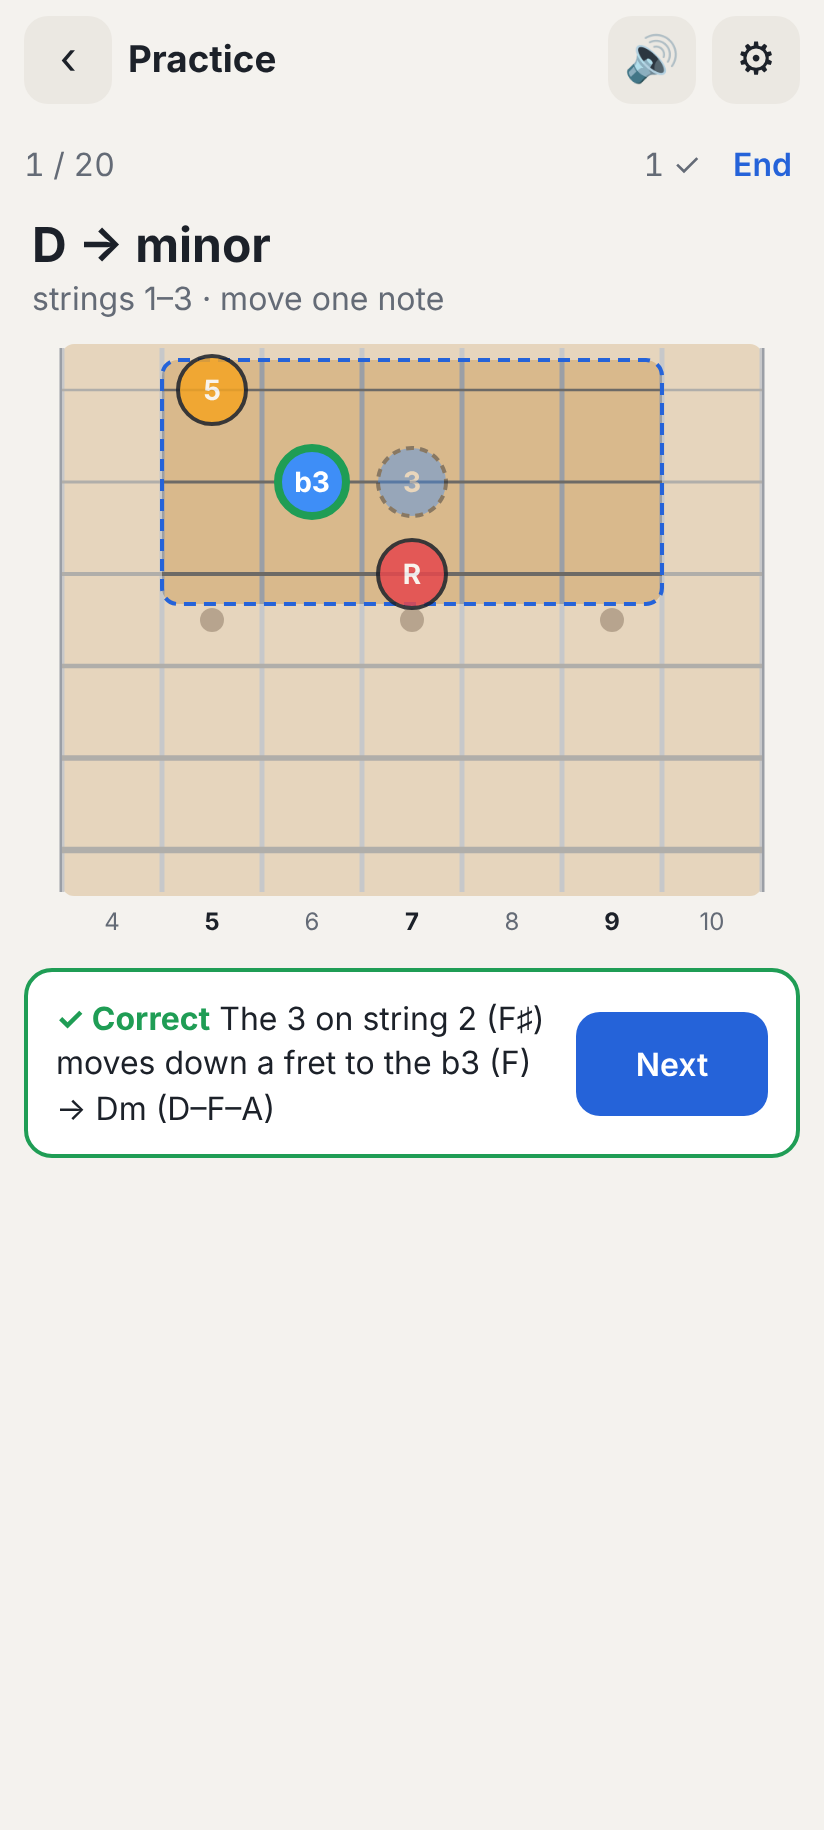 ‹ Practice 🔊 ⚙
1 / 20 1 ✓ End
D → minor
strings 1–3 · move one note
5
b3 3
R
4 5 6 7 8 9 10
✓ Correct The 3 on string 2 (F♯)
moves down a fret to the b3 (F)
→ Dm (D–F–A)
Next